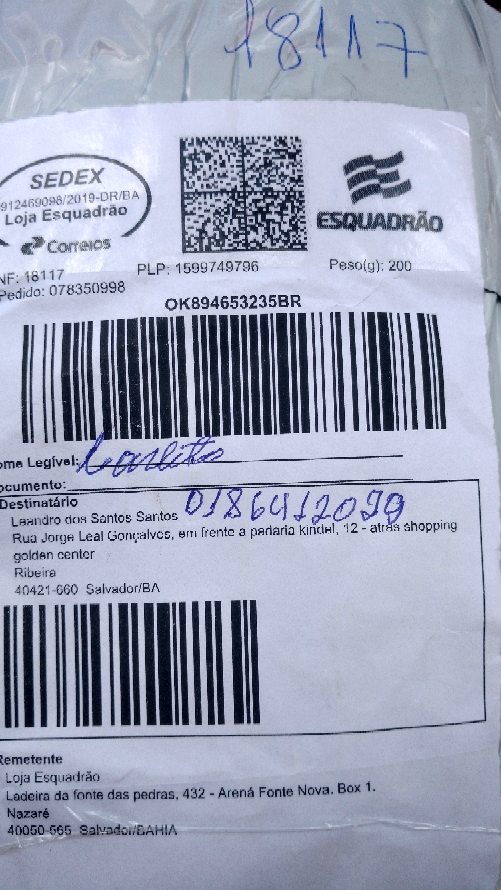 18117
SEDEX
912469098/2019-DR/BA
Loja Esquadrão
Correios
ESQUADRÃO
NF: 18117
PLP: 1599749796
Peso(g): 200
Pedido: 078350998
OK894653235BR
ome Legível: Carlitto
ocumento:
Destinatário
0186412099
Leandro dos Santos Santos
Rua Jorge Leal Gonçalves, em frente a padaria kindel, 12 - atrás shopping
golden center
Ribeira
40421-660 Salvador/BA
Remetente
Loja Esquadrão
Ladeira da fonte das pedras, 432 - Arena Fonte Nova. Box 1.
Nazaré
40050-565 Salvador/BAHIA